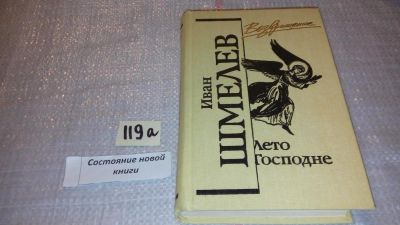 Возвращение
Иван
ШМЕЛЕВ
Лето
Господне
119а
Состояние новой
книги